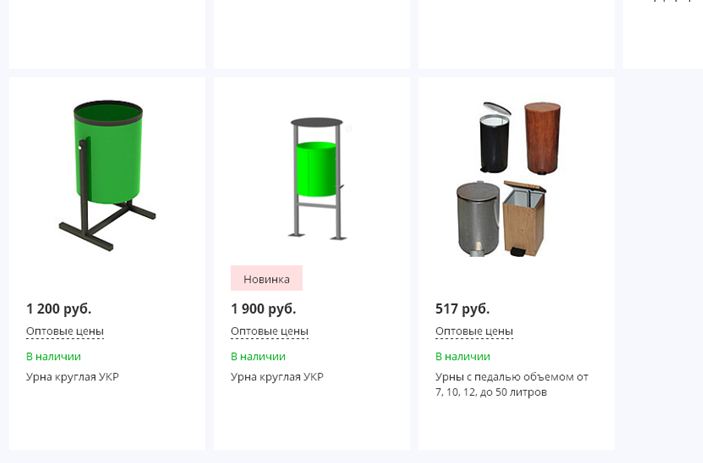 Новинка
1 200 руб.
1 900 руб.
517 руб.
Оптовые цены
Оптовые цены
Оптовые цены
В наличии
В наличии
В наличии
Урна круглая УКР
Урна круглая УКР
Урны с педалью объемом от
7, 10, 12, до 50 литров